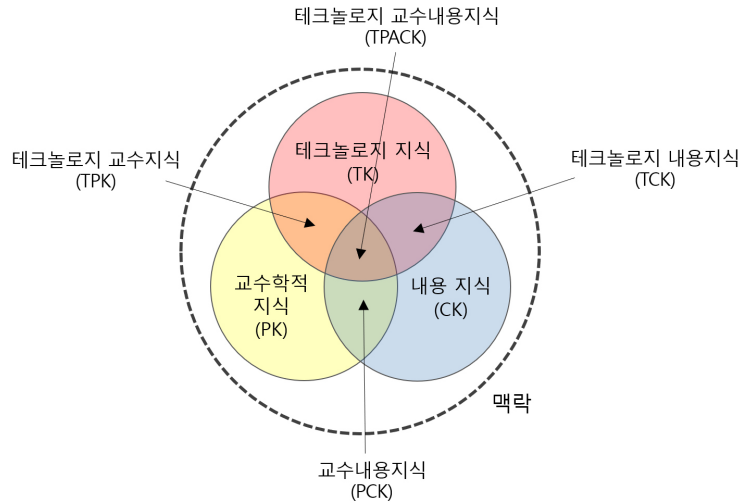 테크놀로지 교수내용지식
(TPACK)
테크놀로지 지식
(TK)
테크놀로지 교수지식
(TPK)
테크놀로지 내용지식
(TCK)
교수학적
지식
(PK)
내용 지식
(CK)
맥락
교수내용지식
(PCK)